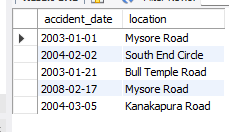 accident_date location
2003-01-01 Mysore Road
2004-02-02 South End Circle
2003-01-21 Bull Temple Road
2008-02-17 Mysore Road
2004-03-05 Kanakapura Road